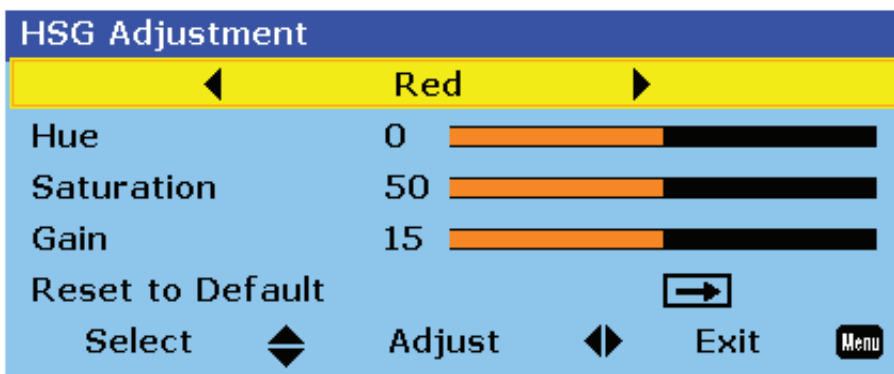 HSG Adjustment
Red
Hue 0
Saturation 50
Gain 15
Reset to Default
Select Adjust Exit Menu